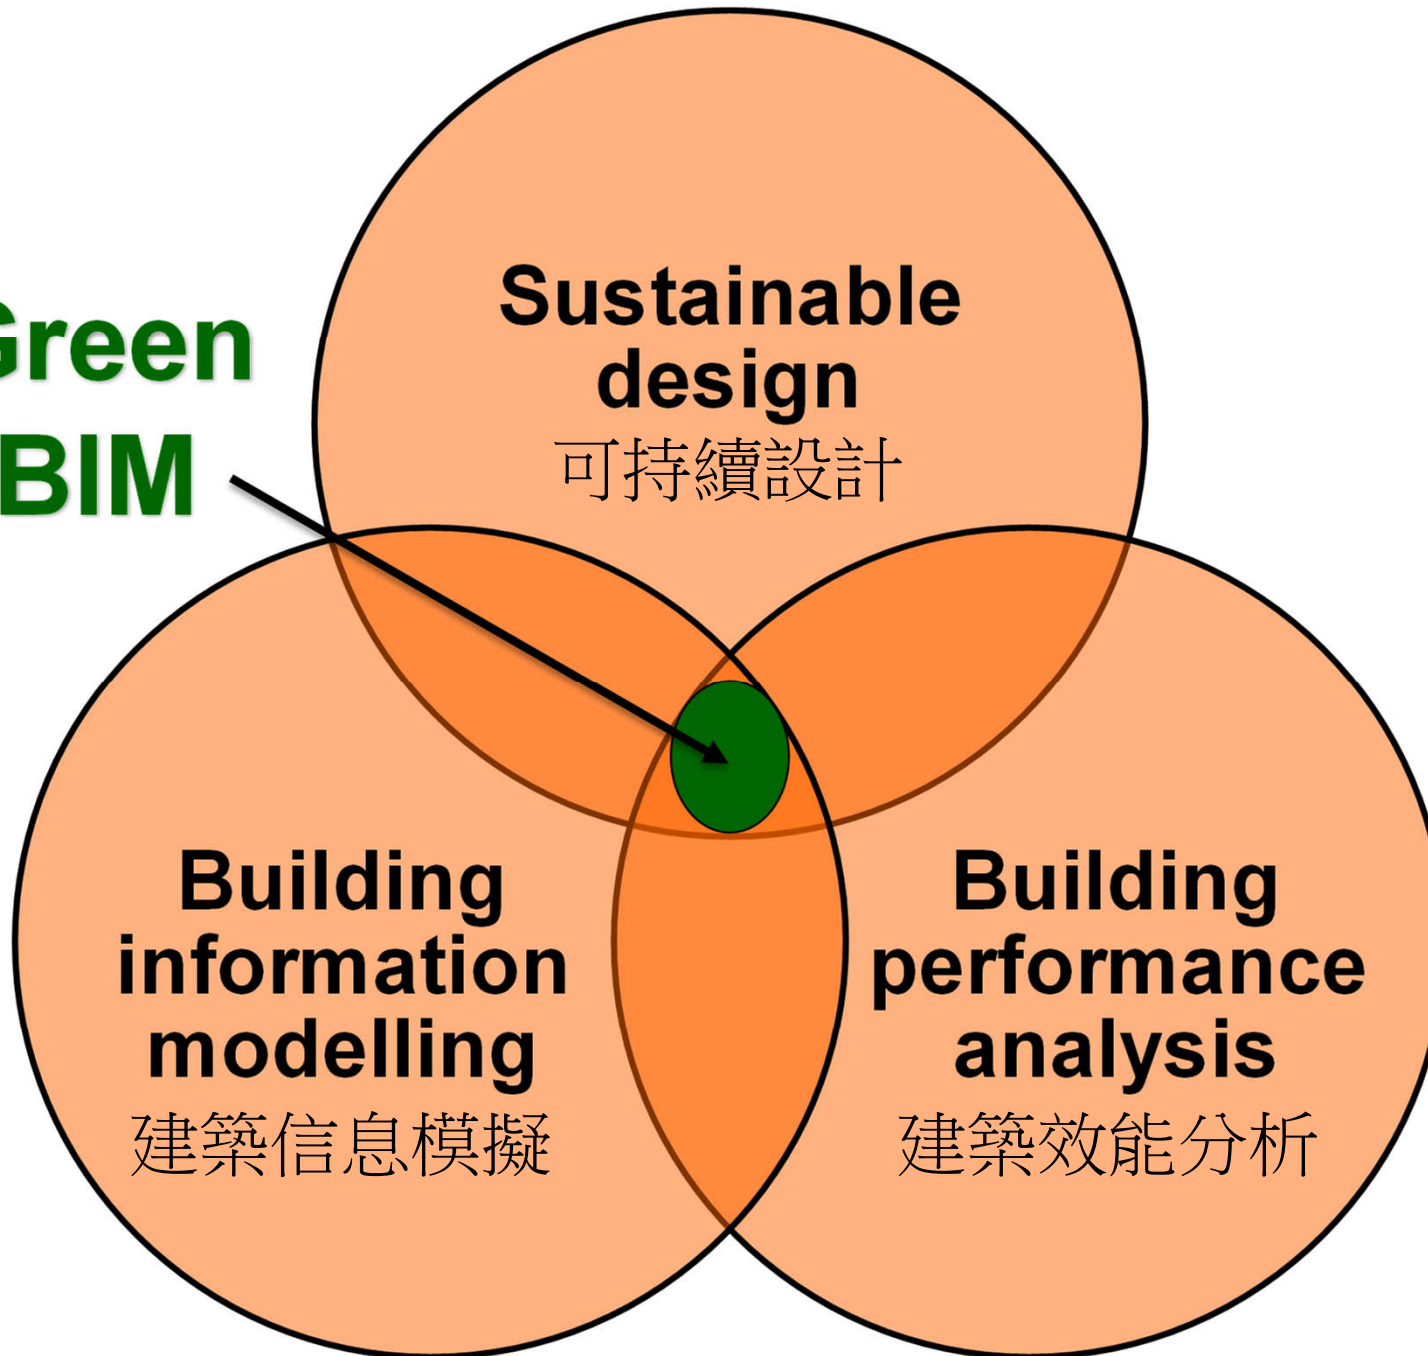 Green
BIM
Sustainable
design
可持續設計
Building
information
modelling
建築信息模擬
Building
performance
analysis
建築效能分析